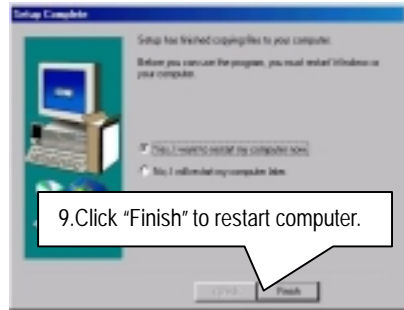 Setup Complete
Setup has finished copying files to your computer.
Before you can use the program, you must restart Windows or
your computer.
Yes, I want to restart my computer now.
No, I will restart my computer later.
9.Click “Finish” to restart computer.
Finish